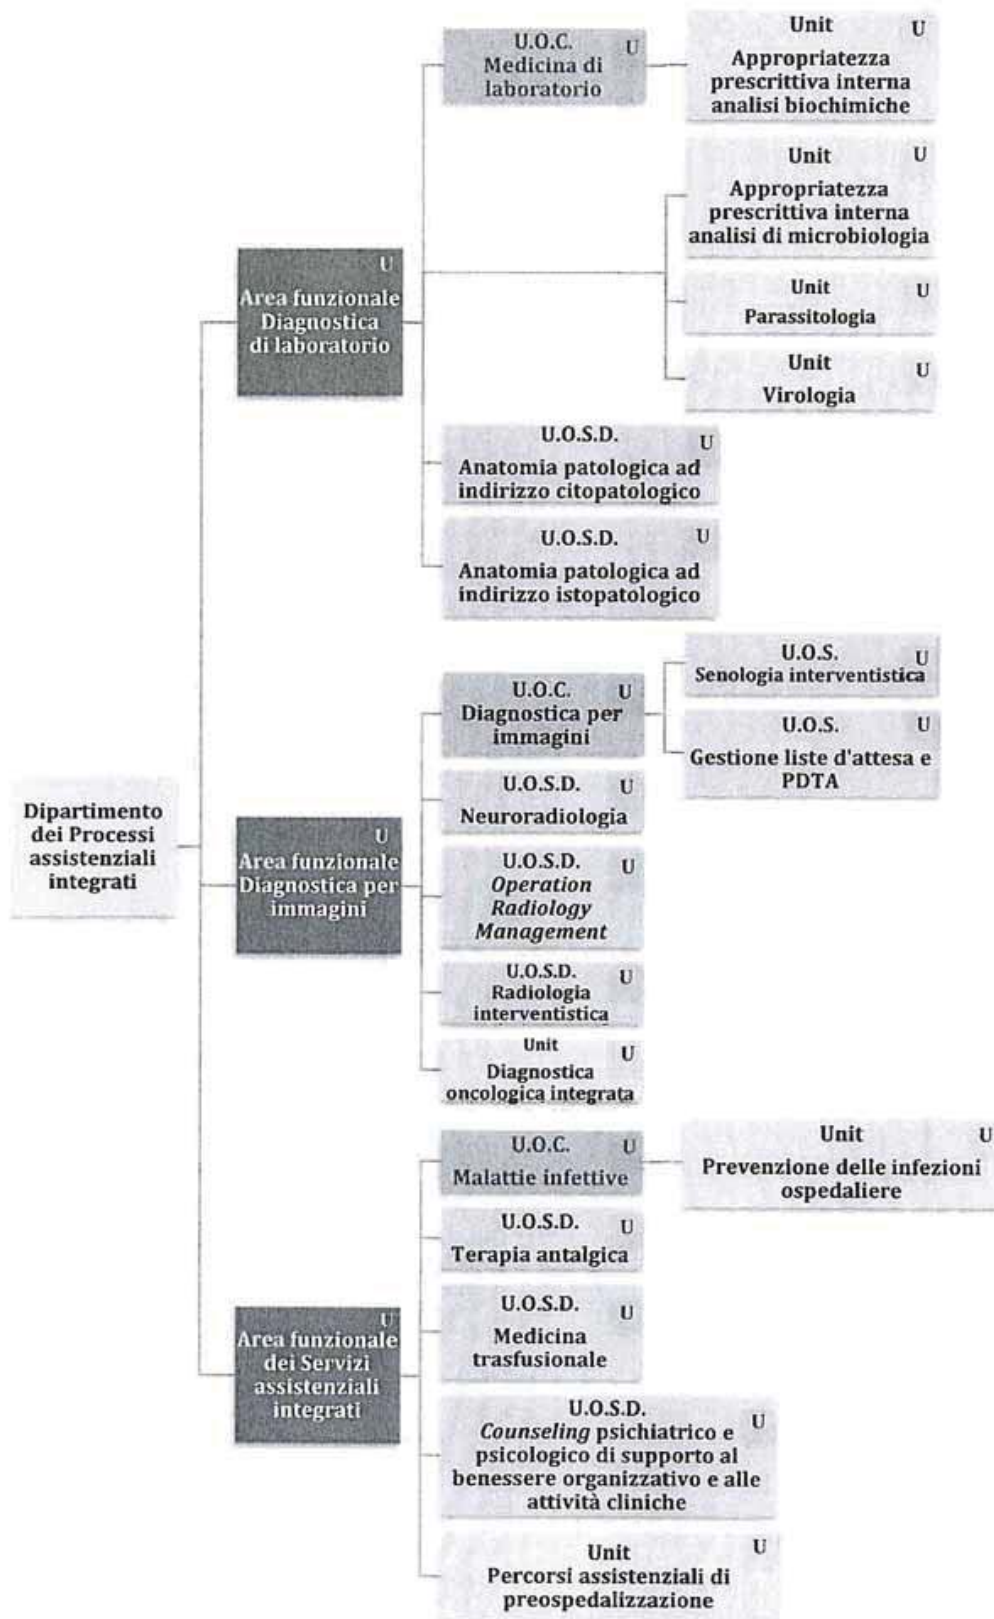 U.O.C. U
Medicina di
laboratorio
Unit U
Appropriatezza
prescrittiva interna
analisi biochimiche
Unit U
Appropriatezza
prescrittiva interna
analisi di microbiologia
Unit U
Parassitologia
Unit U
Virologia
U
Area funzionale
Diagnostica
di laboratorio
U.O.S.D. U
Anatomia patologica ad
indirizzo citopatologico
U.O.S.D. U
Anatomia patologica ad
indirizzo istopatologico
Dipartimento
dei Processi
assistenziali
integrati
U
Area funzionale
Diagnostica per
immagini
U.O.C. U
Diagnostica per
immagini
U.O.S. U
Senologia interventistica
U.O.S. U
Gestione liste d'attesa e
PDTA
U.O.S.D. U
Neuroradiologia
U.O.S.D. U
Operation
Radiology
Management
U.O.S.D. U
Radiologia
interventistica
Unit U
Diagnostica
oncologica integrata
U
Area funzionale
dei Servizi
assistenziali
integrati
U.O.C. U
Malattie infettive
Unit U
Prevenzione delle infezioni
ospedaliere
U.O.S.D. U
Terapia antalgica
U.O.S.D. U
Medicina
trasfusionale
U.O.S.D. U
Counseling psichiatrico e
psicologico di supporto al
benessere organizzativo e alle
attività cliniche
Unit U
Percorsi assistenziali di
preospedalizzazione